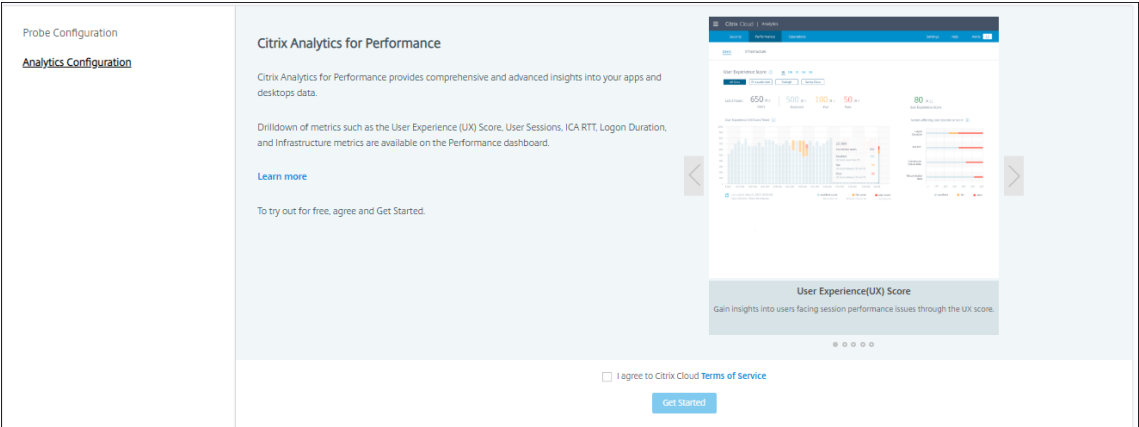 Probe Configuration
Analytics Configuration
Citrix Analytics for Performance
Citrix Analytics for Performance provides comprehensive and advanced insights into your apps and
desktops data.
Drilldown of metrics such as the User Experience (UX) Score, User Sessions, ICA RTT, Logon Duration,
and Infrastructure metrics are available on the Performance dashboard.
Learn more
To try out for free, agree and Get Started.
Citrix Cloud | Analytics
Security Performance Operations Settings Help
User Experience Score
650 500 100 50 80
User Experience(UX) Score
Gain insights into users facing session performance issues through the UX score.
I agree to Citrix Cloud Terms of Service
Get Started